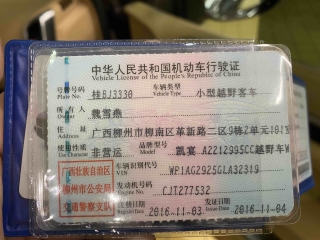 中华人民共和国机动车行驶证
Vehicle License of the People's Republic of China
号牌号码 桂BJ3330 车辆类型 小型越野客车
Plate No. Vehicle Type
所有人 魏雪燕
Owner
住址 广西柳州市柳南区革新路二区9栋2单元101室
Address
使用性质 非营运 品牌型号 凯宴 AZ212995CC越野车W
Use Character Model
车辆识别代号 WP1AG2925GLA32319
VIN
发动机号码 CJT277532
Engine No.
注册日期 2016-11-03 发证日期 2016-11-04
Register Date Issue Date
广西壮族自治区
柳州市公安局
交通警察支队